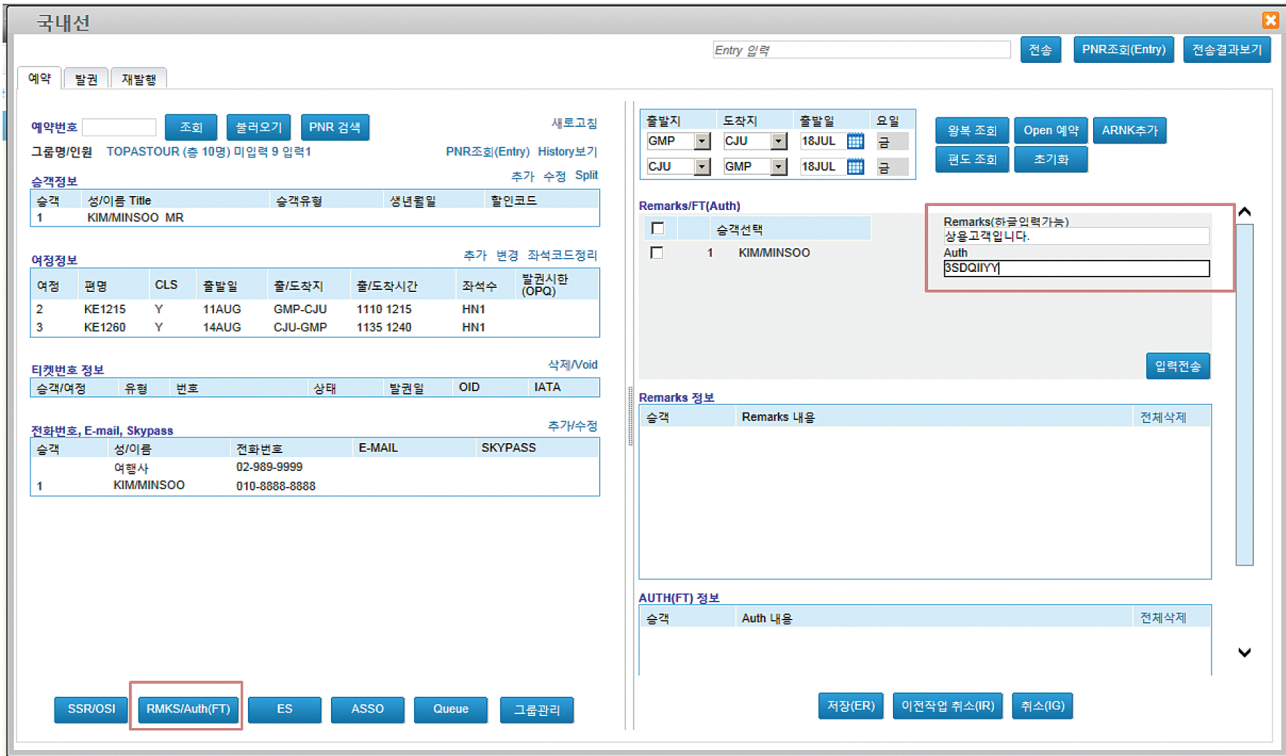 국내선
Entry 입력 전송 PNR조회(Entry) 전송결과보기
예약 발권 재발행
예약번호 조회 불러오기 PNR 검색 새로고침
그룹명/인원 TOPASTOUR (총 10명) 미입력 9 입력1 PNR조회(Entry) History보기
승객정보 추가 수정 Split
승객 성/이름 Title 승객유형 생년월일 할인코드
1 KIM/MINSOO MR
여정정보 추가 변경 좌석코드정리
여정 편명 CLS 출발일 출/도착지 출/도착시간 좌석수 발권시한
(OPQ)
2 KE1215 Y 11AUG GMP-CJU 1110 1215 HN1
3 KE1260 Y 14AUG CJU-GMP 1135 1240 HN1
티켓번호 정보 삭제/Void
승객/여정 유형 번호 상태 발권일 OID IATA
전화번호, E-mail, Skypass 추가/수정
승객 성/이름 전화번호 E-MAIL SKYPASS
여행사 02-989-9999
1 KIM/MINSOO 010-8888-8888
SSR/OSI RMKS/Auth(FT) ES ASSO Queue 그룹관리
출발지 도착지 출발일 요일
GMP CJU 18JUL 금
CJU GMP 18JUL 금
왕복 조회 Open 예약 ARNK추가
편도 조회 초기화
Remarks/FT(Auth)
승객선택
1 KIM/MINSOO
Remarks(한글입력가능)
상용고객입니다.
Auth
3SDQIIYY
입력전송
Remarks 정보
승객 Remarks 내용 전체삭제
AUTH(FT) 정보
승객 Auth 내용 전체삭제
저장(ER) 이전작업 취소(IR) 취소(IG)